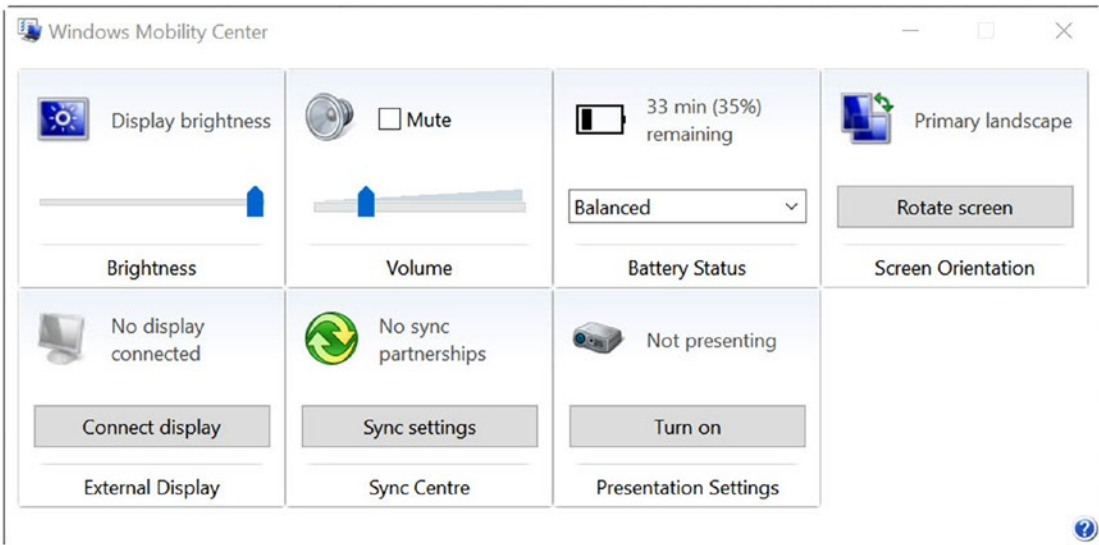 Windows Mobility Center
Display brightness
Brightness
Mute
Volume
33 min (35%)
remaining
Balanced
Battery Status
Primary landscape
Rotate screen
Screen Orientation
No display
connected
Connect display
External Display
No sync
partnerships
Sync settings
Sync Centre
Not presenting
Turn on
Presentation Settings
?